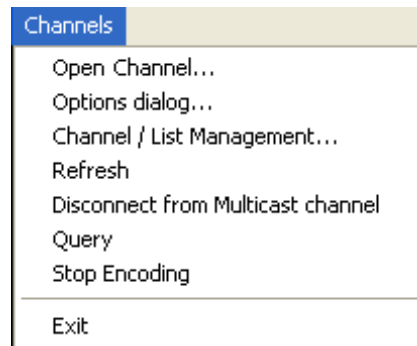 Channels
Open Channel...
Options dialog...
Channel / List Management...
Refresh
Disconnect from Multicast channel
Query
Stop Encoding
Exit